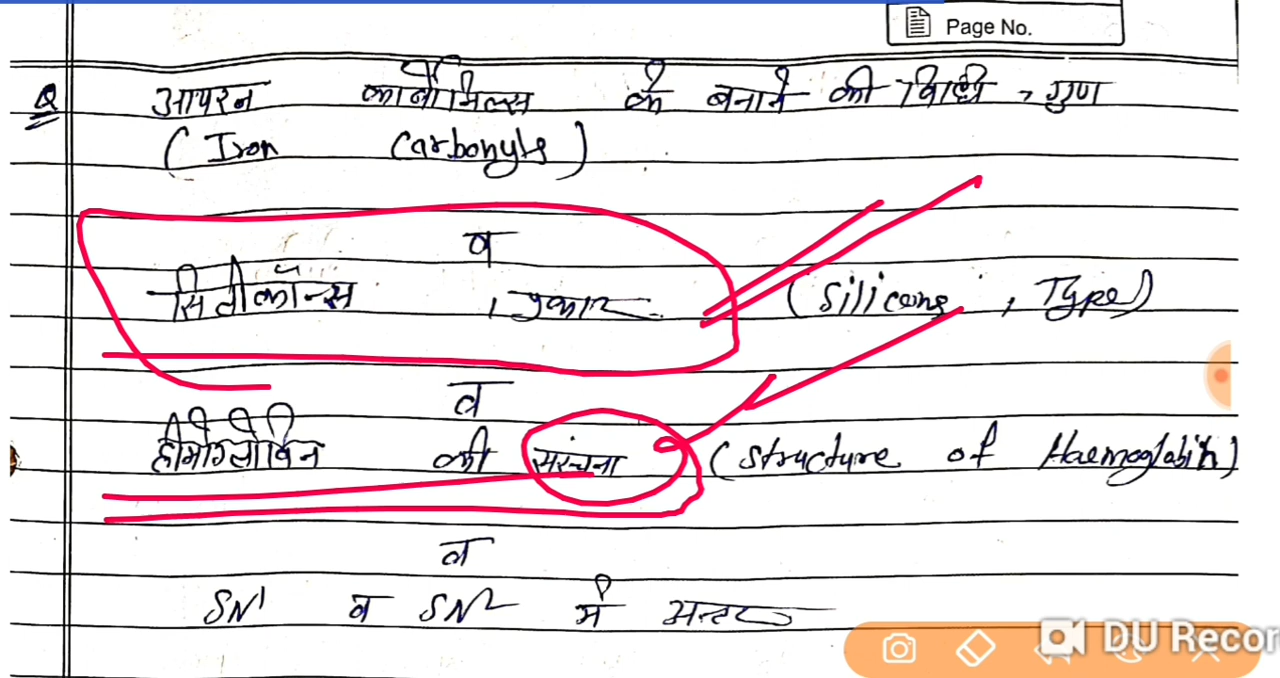 Page No.
Q आयरन कार्बोनिल्स के बनाने की विधि, गुण
(Iron Carbonyls)
व
सिलीकॉन्स , प्रकार (Silicons, Type)
व
हीमोग्लोबिन की संरचना (structure of Haemoglobin)
व
SN1 व SN2 में अन्तर
DU Recor